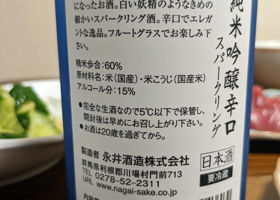 純米吟醸辛口
スパークリング
になったお酒。白い妖精のようなきめの
細かいスパークリング酒。辛口でエレガ
ントな逸品。フルートグラスでお楽しみ下
さい。
精米歩合:60%
原材料名:米(国産)・米こうじ(国産米)
アルコール分:15%
●完全な生酒なので5℃以下で保管し、
開封後は早めにお召し上がり下さい。
●お酒は20歳を過ぎてから。
製造者 永井酒造株式会社
群馬県利根郡川場村門前713
TEL 0278-52-2311
www.nagai-sake.co.jp
日本酒
要冷蔵